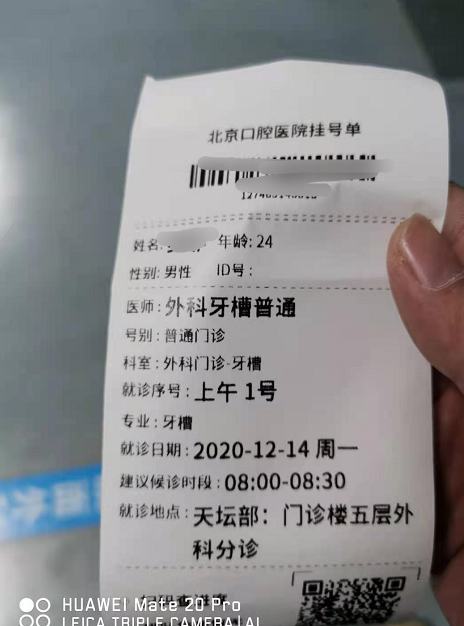 北京口腔医院挂号单
姓名: 年龄: 24
性别: 男性 ID号:
医师: 外科牙槽普通
号别: 普通门诊
科室: 外科门诊-牙槽
就诊序号: 上午 1号
专业: 牙槽
就诊日期: 2020-12-14 周一
建议候诊时段: 08:00-08:30
就诊地点: 天坛部: 门诊楼五层外
科分诊
HUAWEI Mate 20 Pro
LEICA TRIPLE CAMERA | AI